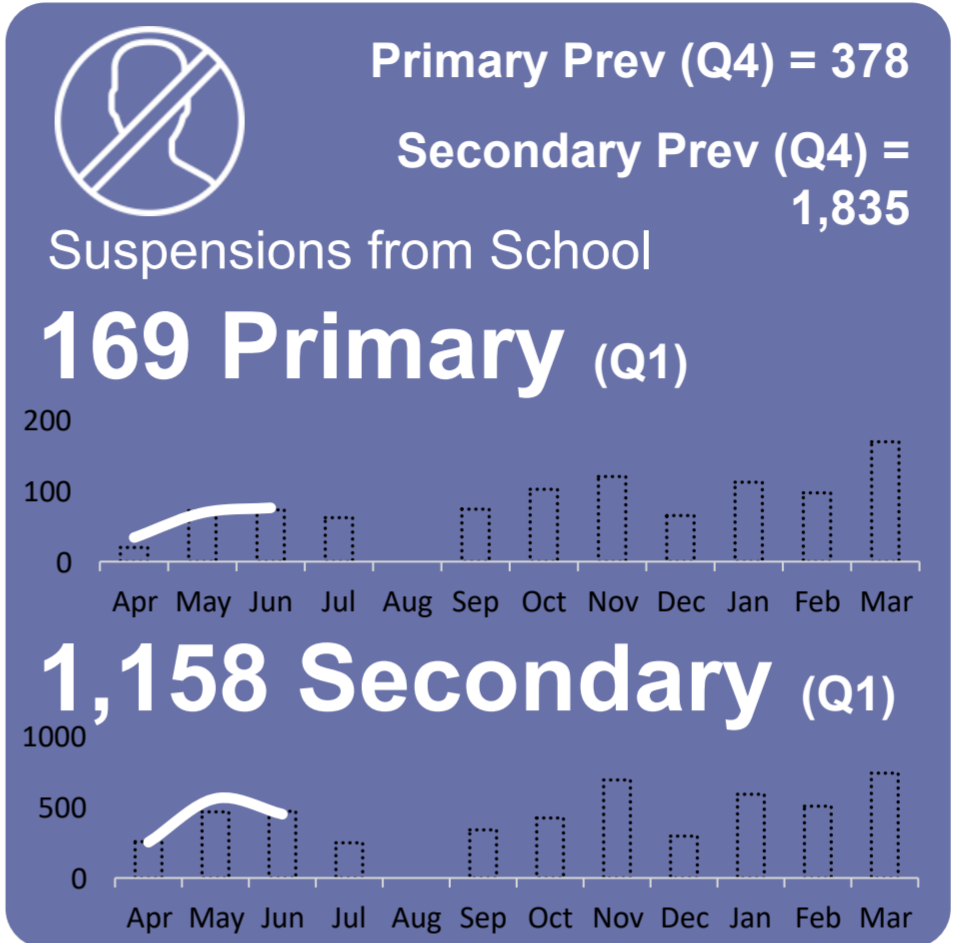 Primary Prev (Q4) = 378
Secondary Prev (Q4) =
1,835
Suspensions from School
169 Primary (Q1)
200
100
0
Apr May Jun Jul Aug Sep Oct Nov Dec Jan Feb Mar
1,158 Secondary (Q1)
1000
500
0
Apr May Jun Jul Aug Sep Oct Nov Dec Jan Feb Mar